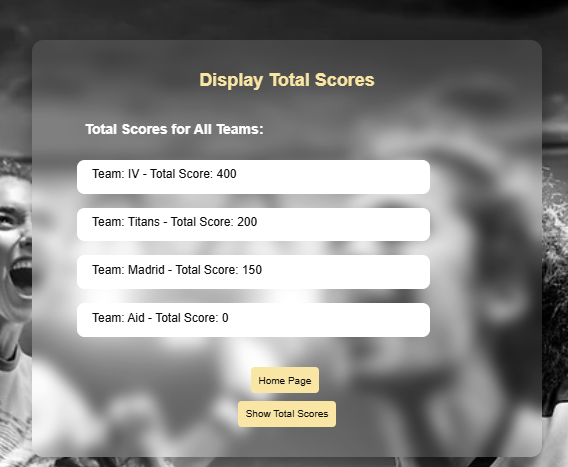 Display Total Scores
Total Scores for All Teams:
Team: IV - Total Score: 400
Team: Titans - Total Score: 200
Team: Madrid - Total Score: 150
Team: Aid - Total Score: 0
Home Page
Show Total Scores